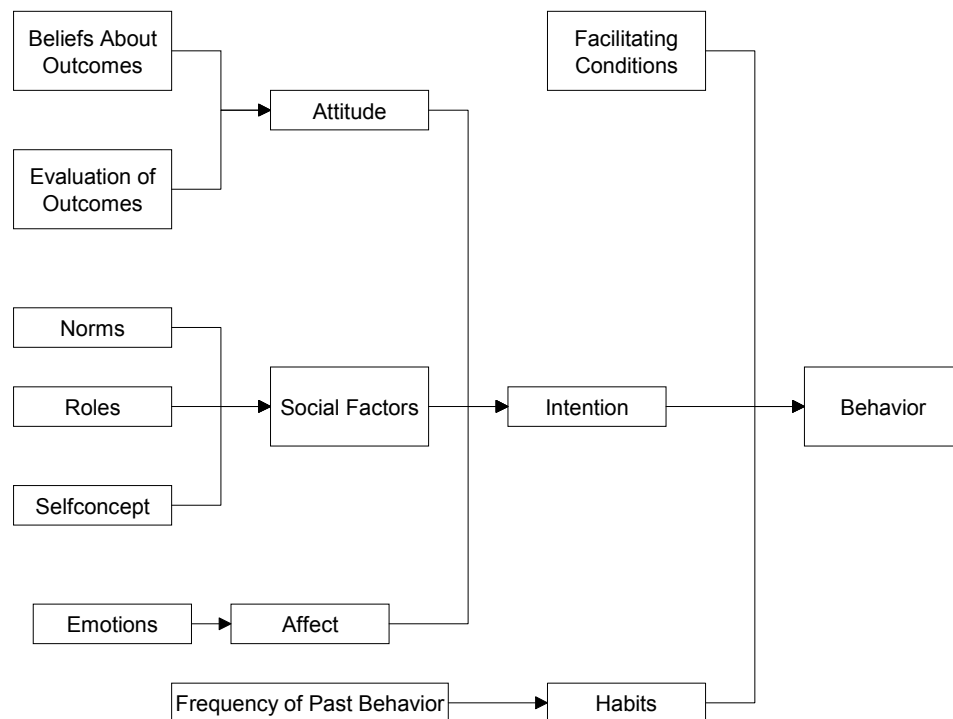 Beliefs About
Outcomes
Facilitating
Conditions
Attitude
Evaluation of
Outcomes
Norms
Roles
Social Factors
Intention
Behavior
Selfconcept
Emotions
Affect
Frequency of Past Behavior
Habits